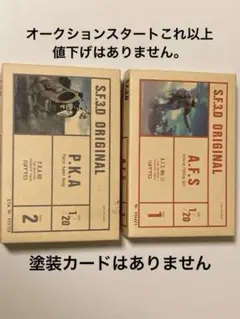 オークションスタートこれ以上
値下げはありません。
S.F.3.D ORIGINAL
P.K.A
1/20
2
S.F.3.D ORIGINAL
A.F.S
1/20
1
塗装カードはありません